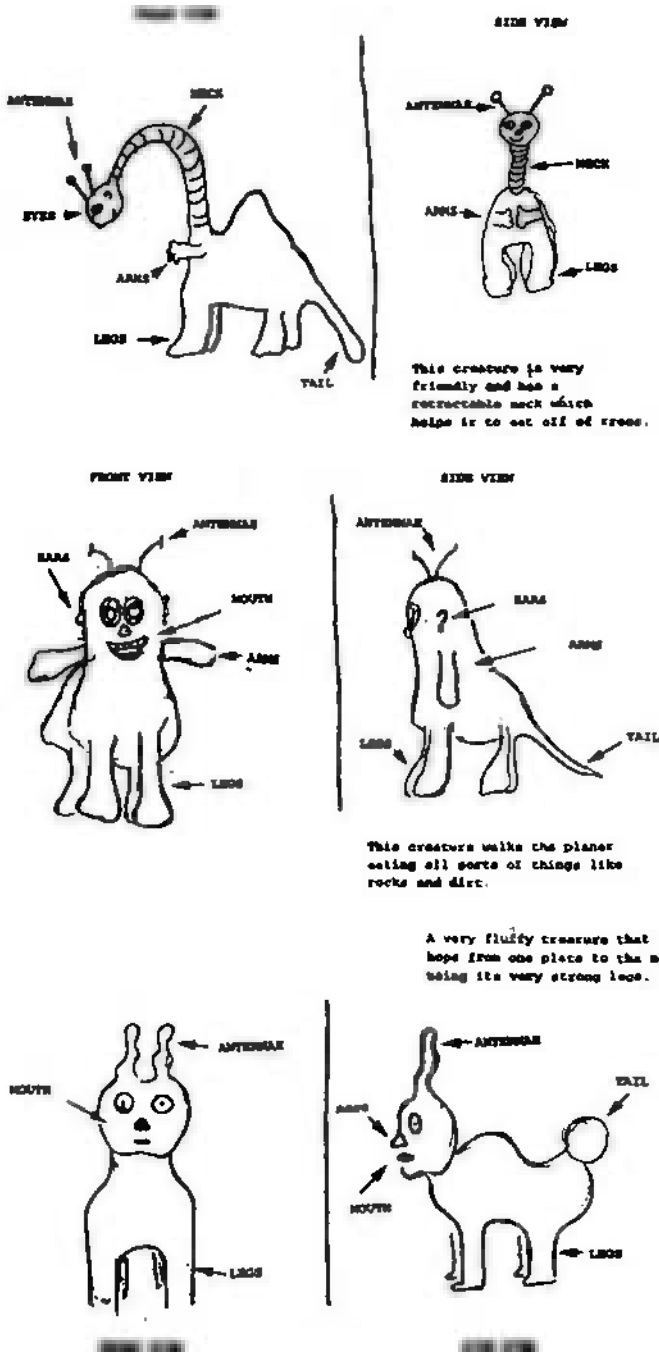 SIDE VIEW
ANTENNAE
NECK
EYES
ARMS
LEGS
TAIL
ANTENNAE
NECK
ARMS
LEGS
This creature is very
friendly and has a
retractable neck which
helps it to eat off of trees.
FRONT VIEW
SIDE VIEW
ANTENNAE
EARS
MOUTH
ARMS
LEGS
ANTENNAE
EARS
ARMS
LEGS
TAIL
This creature walks the planet
eating all sorts of things like
rocks and dirt.
A very fluffy creature that
hops from one place to the
using its very strong legs.
ANTENNAE
MOUTH
LEGS
ANTENNAE
TAIL
MOUTH
LEGS